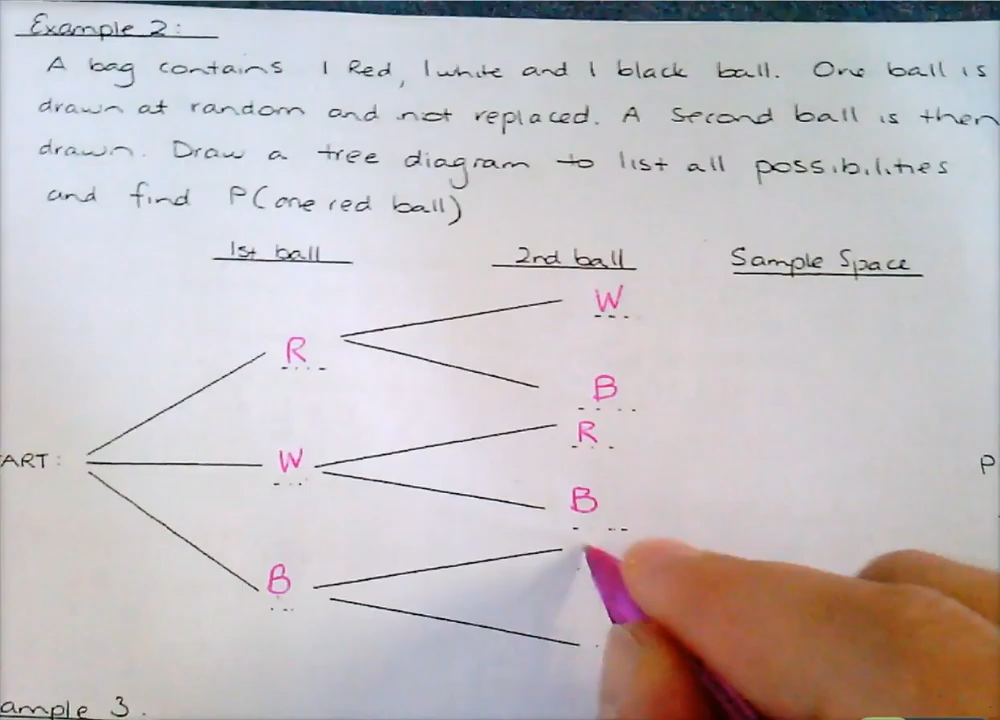 Example 2:
A bag contains 1 Red, 1 white and 1 black ball. One ball is
drawn at random and not replaced. A second ball is then
drawn. Draw a tree diagram to list all possibilities
and find P(one red ball)
1st ball 2nd ball Sample Space
W
R
B
R
ART: W
P
B
B
ample 3.